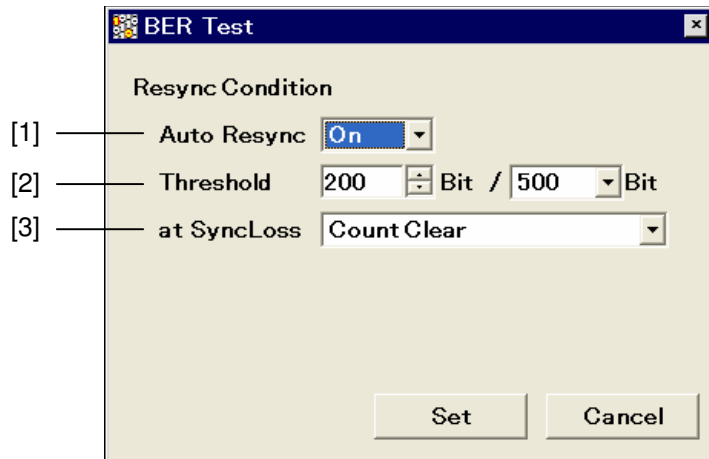 BER Test
Resync Condition
[1] Auto Resync On
[2] Threshold 200 Bit / 500 Bit
[3] at SyncLoss Count Clear
Set Cancel